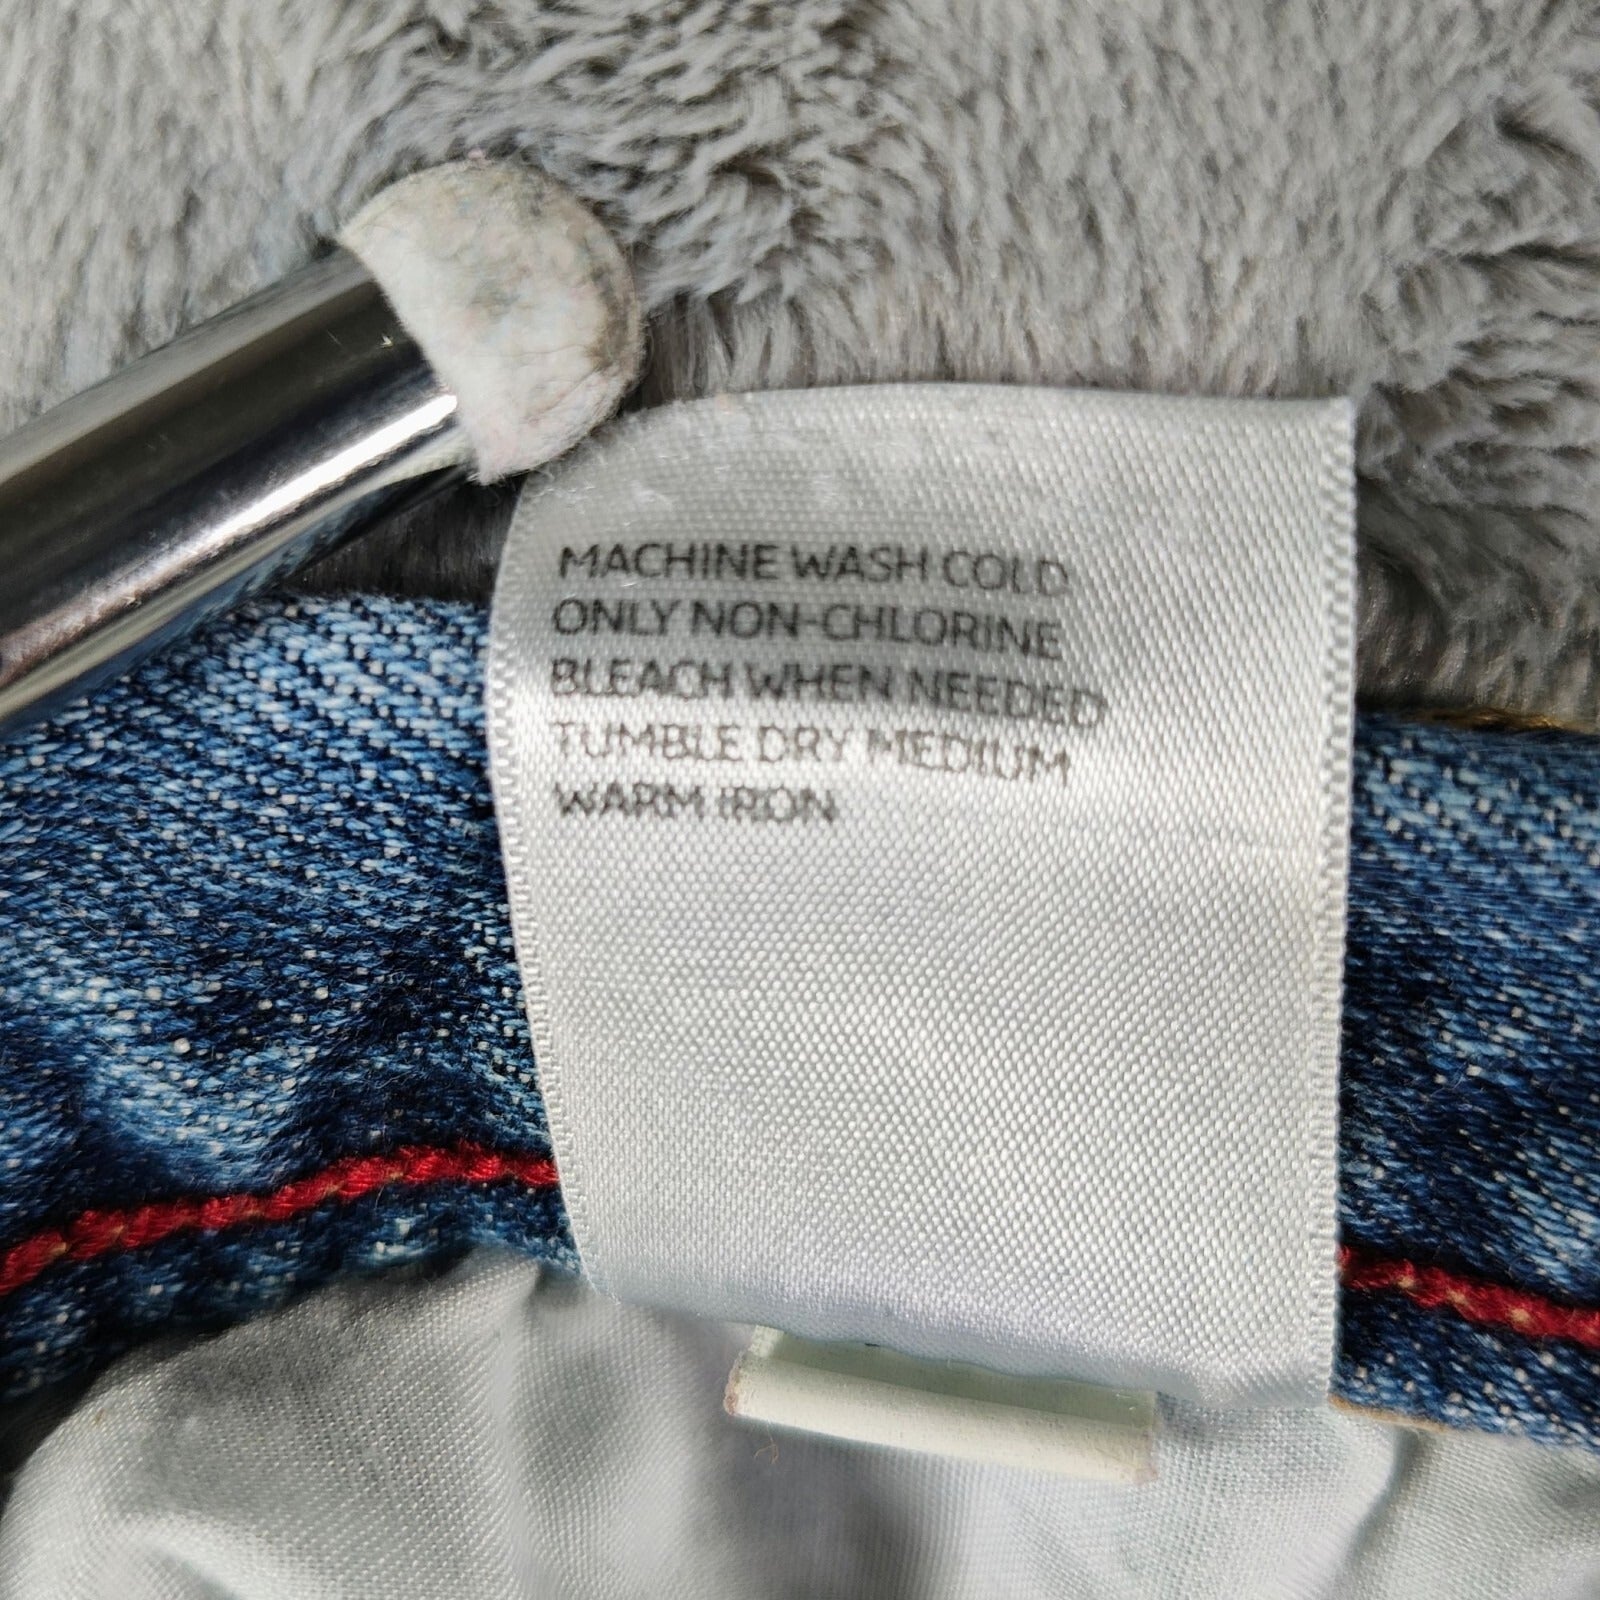 MACHINE WASH COLD
ONLY NON-CHLORINE
BLEACH WHEN NEEDED
TUMBLE DRY MEDIUM
WARM IRON